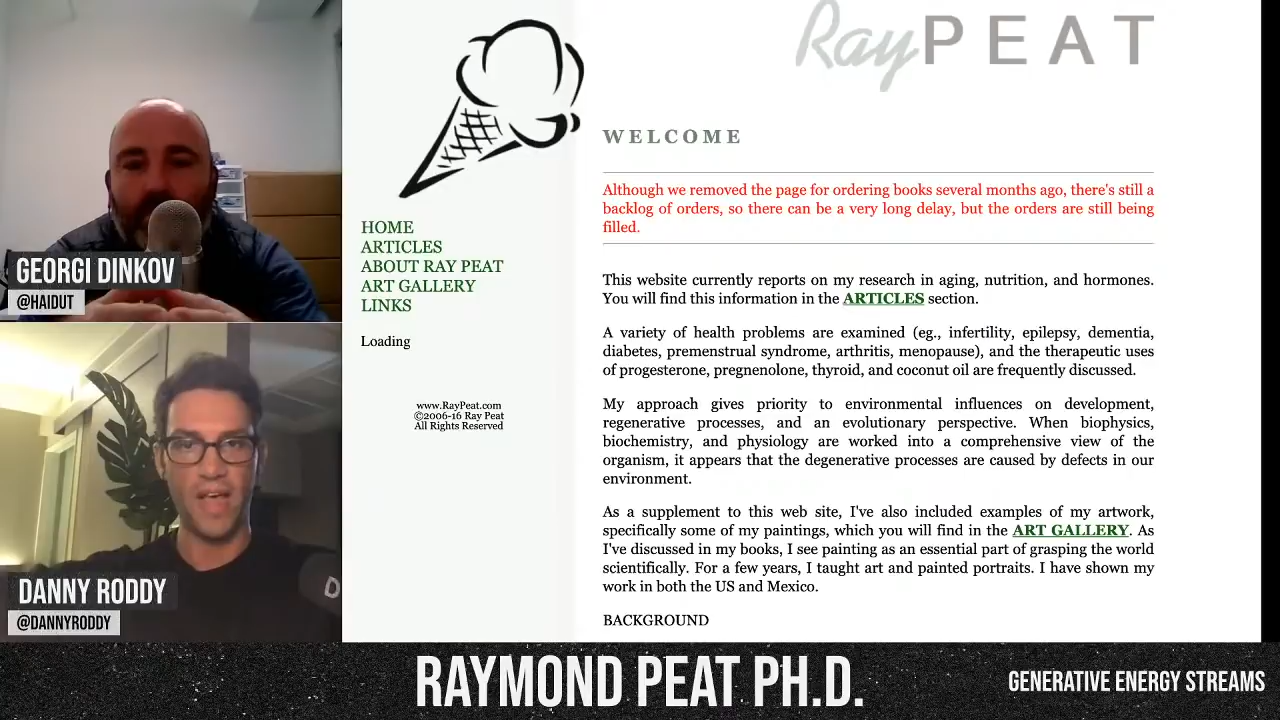 RayPEAT
WELCOME
Although we removed the page for ordering books several months ago, there's still a
backlog of orders, so there can be a very long delay, but the orders are still being
filled.
HOME
ARTICLES
ABOUT RAY PEAT
ART GALLERY
LINKS
Loading
www.RayPeat.com
©2006-16 Ray Peat
All Rights Reserved
This website currently reports on my research in aging, nutrition, and hormones.
You will find this information in the ARTICLES section.
A variety of health problems are examined (eg., infertility, epilepsy, dementia,
diabetes, premenstrual syndrome, arthritis, menopause), and the therapeutic uses
of progesterone, pregnenolone, thyroid, and coconut oil are frequently discussed.
My approach gives priority to environmental influences on development,
regenerative processes, and an evolutionary perspective. When biophysics,
biochemistry, and physiology are worked into a comprehensive view of the
organism, it appears that the degenerative processes are caused by defects in our
environment.
As a supplement to this web site, I've also included examples of my artwork,
specifically some of my paintings, which you will find in the ART GALLERY. As
I've discussed in my books, I see painting as an essential part of grasping the world
scientifically. For a few years, I taught art and painted portraits. I have shown my
work in both the US and Mexico.
BACKGROUND
GEORGI DINKOV
@HAIDUT
DANNY RODDY
@DANNYRODDY
D
RAYMOND PEAT PH.D.
GENERATIVE ENERGY STREAMS